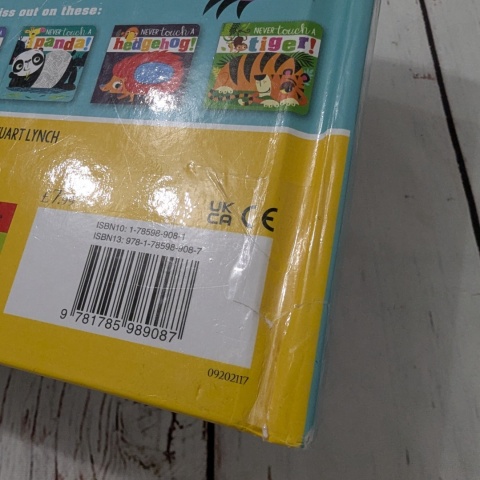 iss out on these:
NEVER touch A
panda!
NEVER touch A
hedgehog!
NEVER touch A
tiger!
UART LYNCH
UK
CA CE
ISBN10: 1-78598-908-1
ISBN13: 978-1-78598-908-7
9 781785 989087
09202117